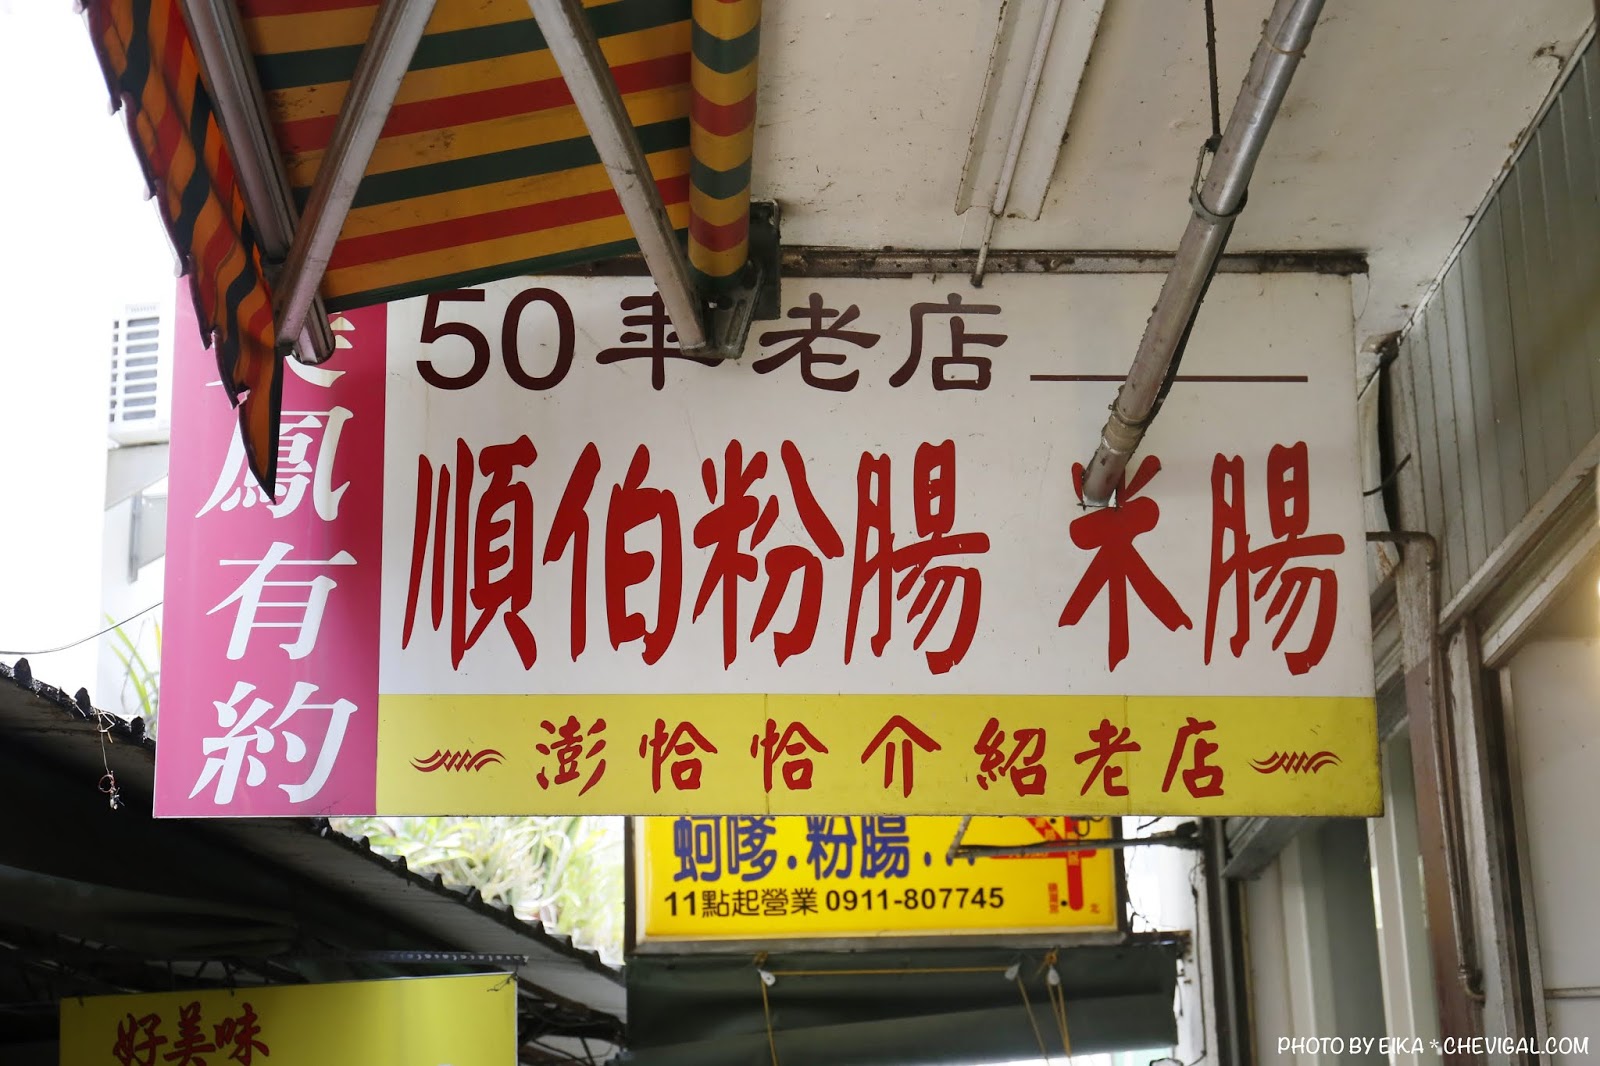 50年老店
順伯粉腸 米腸
澎恰恰介紹老店
鳳有約
蚵嗲.粉腸...
11點起營業 0911-807745
北
好美味
PHOTO BY EIKA * CHEVIGAL.COM